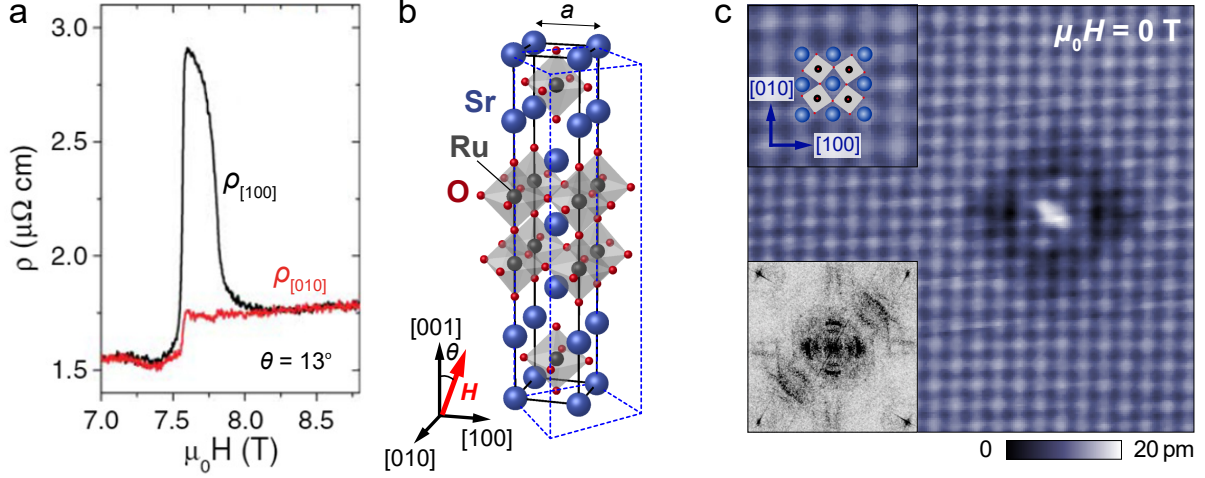 a
3.0
2.5
2.0
1.5
ρ (μΩ cm)
ρ[100]
ρ[010]
θ = 13°
7.0 7.5 8.0 8.5
μ₀H (T)
b
a
Sr
Ru
O
[001]
θ
H
[100]
[010]
c
μ₀H = 0 T
[010]
[100]
0 20 pm